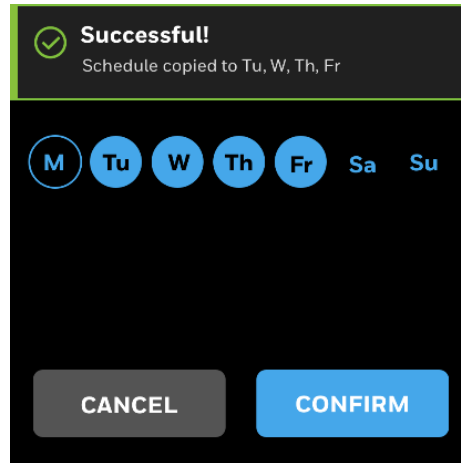 Successful!
Schedule copied to Tu, W, Th, Fr
M Tu W Th Fr Sa Su
CANCEL CONFIRM